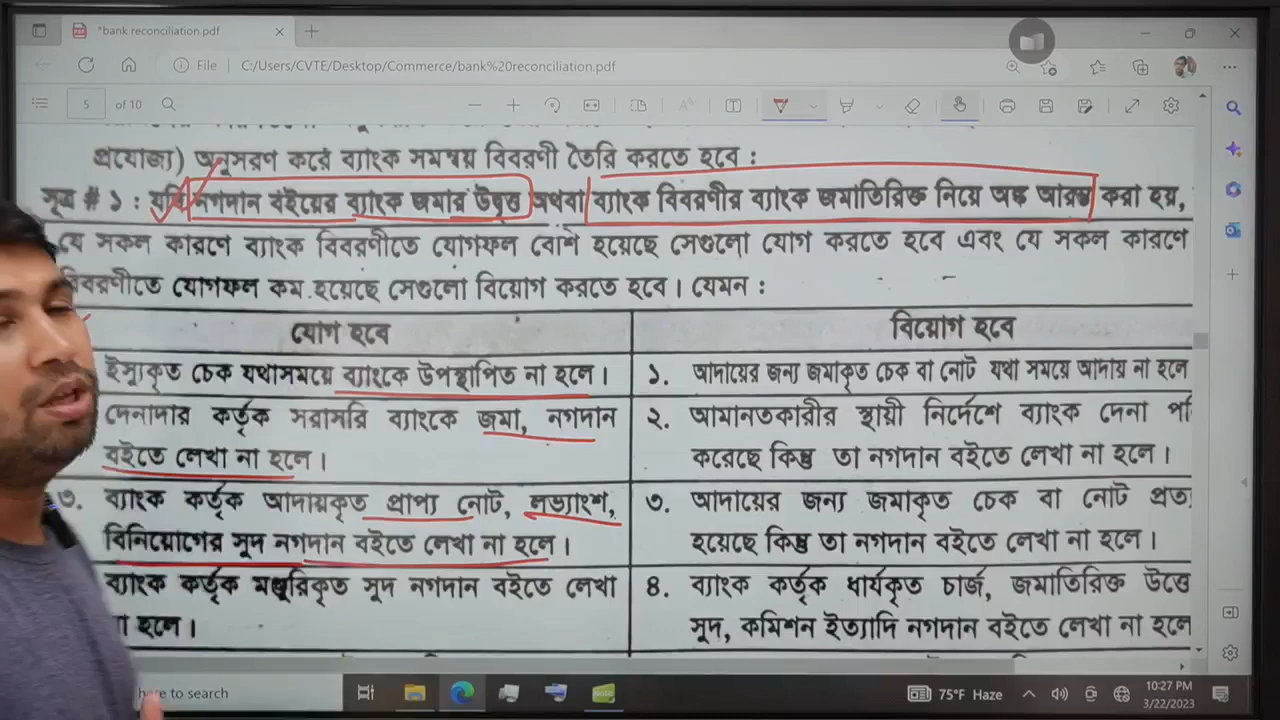 *bank reconciliation.pdf
File C:/Users/CVTE/Desktop/Commerce/bank%20reconciliation.pdf
5 of 10
প্রযোজ্য) অনুসরণ করে ব্যাংক সমন্বয় বিবরণী তৈরি করতে হবে :
সূত্র # ১ : যদি নগদান বইয়ের ব্যাংক জমার উদ্বৃত্ত অথবা ব্যাংক বিবরণীর ব্যাংক জমাতিরিক্ত নিয়ে অঙ্ক আরম্ভ করা হয়,
যে সকল কারণে ব্যাংক বিবরণীতে যোগফল বেশি হয়েছে সেগুলো যোগ করতে হবে এবং যে সকল কারণে
বিবরণীতে যোগফল কম হয়েছে সেগুলো বিয়োগ করতে হবে। যেমন :
যোগ হবে
বিয়োগ হবে
ইস্যুকৃত চেক যথাসময়ে ব্যাংকে উপস্থাপিত না হলে।
১. আদায়ের জন্য জমাকৃত চেক বা নোট যথা সময়ে আদায় না হলে
দেনাদার কর্তৃক সরাসরি ব্যাংকে জমা, নগদান
বইতে লেখা না হলে।
২. আমানতকারীর স্থায়ী নির্দেশে ব্যাংক দেনা
করেছে কিন্তু তা নগদান বইতে লেখা না হলে।
৩. ব্যাংক কর্তৃক আদায়কৃত প্রাপ্য নোট, লভ্যাংশ,
বিনিয়োগের সুদ নগদান বইতে লেখা না হলে।
৩. আদায়ের জন্য জমাকৃত চেক বা নোট
হয়েছে কিন্তু তা নগদান বইতে লেখা না হলে।
ব্যাংক কর্তৃক মঞ্জুরিকৃত সুদ নগদান বইতে লেখা
না হলে।
৪. ব্যাংক কর্তৃক ধার্যকৃত চার্জ, জমাতিরিক্ত
সুদ, কমিশন ইত্যাদি নগদান বইতে লেখা না হলে
here to search
75°F Haze
10:27 PM
3/22/2023